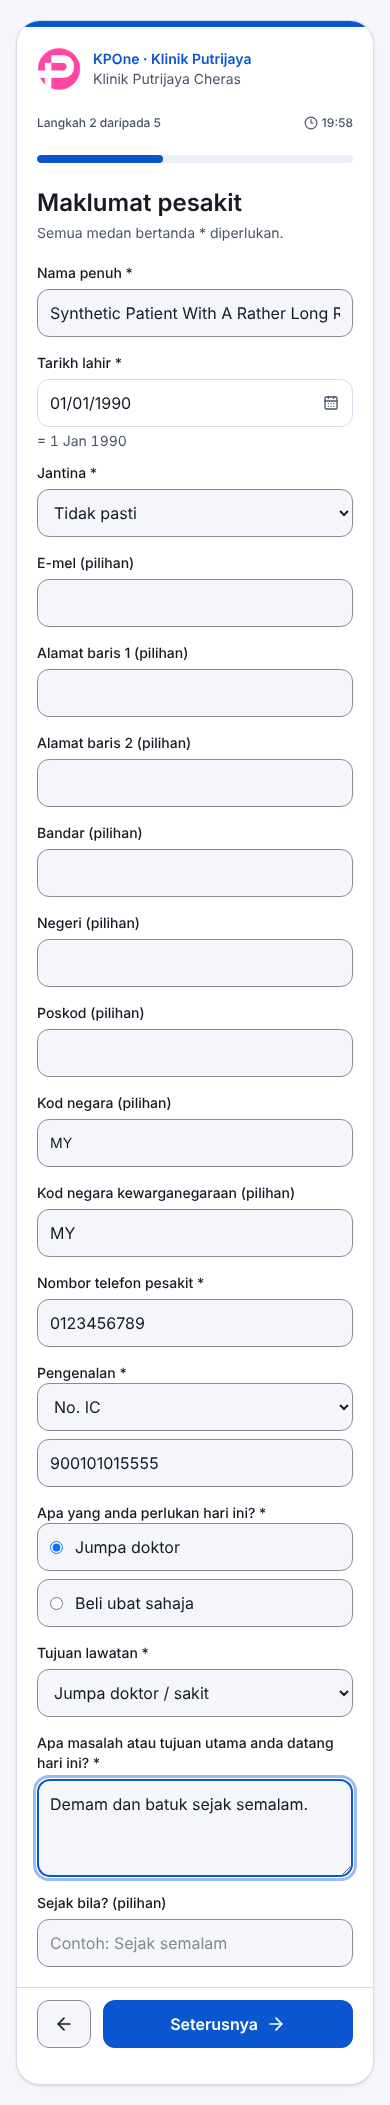 KPOne · Klinik Putrijaya
Klinik Putrijaya Cheras
Langkah 2 daripada 5
19:58
Maklumat pesakit
Semua medan bertanda * diperlukan.
Nama penuh *
Synthetic Patient With A Rather Long
Tarikh lahir *
01/01/1990
= 1 Jan 1990
Jantina *
Tidak pasti
E-mel (pilihan)
Alamat baris 1 (pilihan)
Alamat baris 2 (pilihan)
Bandar (pilihan)
Negeri (pilihan)
Poskod (pilihan)
Kod negara (pilihan)
MY
Kod negara kewarganegaraan (pilihan)
MY
Nombor telefon pesakit *
0123456789
Pengenalan *
No. IC
900101015555
Apa yang anda perlukan hari ini? *
Jumpa doktor
Beli ubat sahaja
Tujuan lawatan *
Jumpa doktor / sakit
Apa masalah atau tujuan utama anda datang
hari ini? *
Demam dan batuk sejak semalam.
Sejak bila? (pilihan)
Contoh: Sejak semalam
Seterusnya